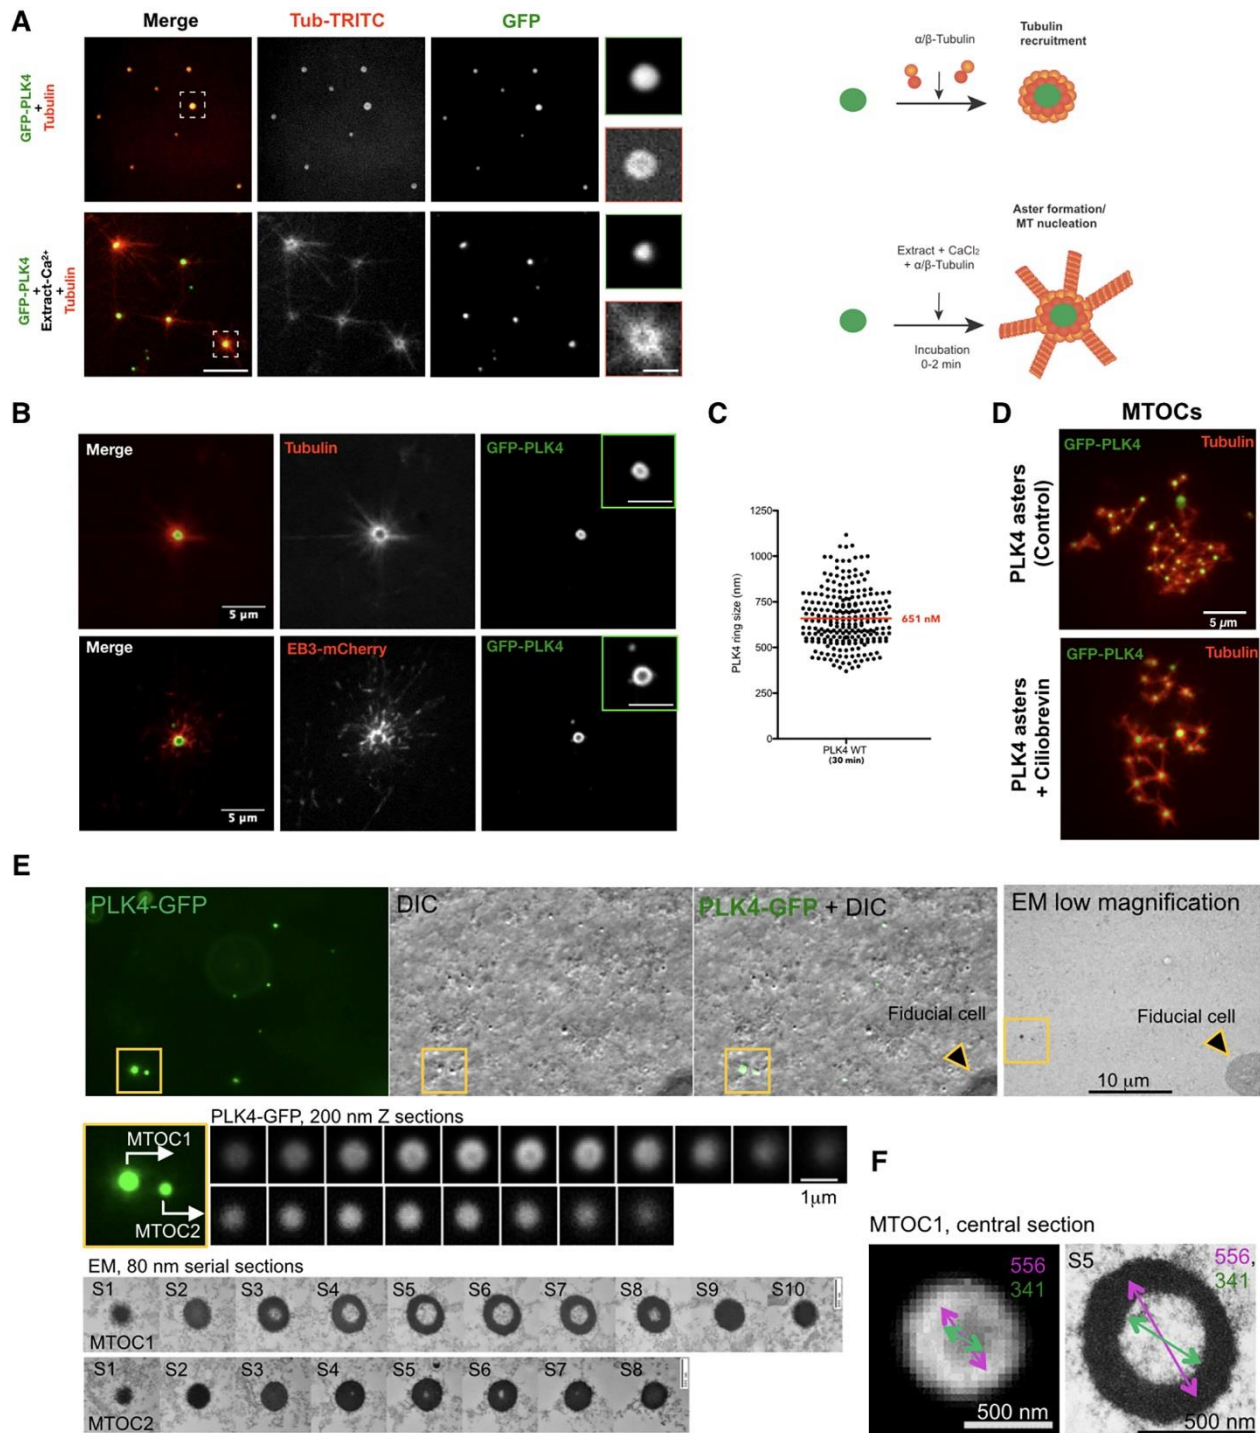 A
Merge
Tub-TRITC
GFP
GFP-PLK4
+
Tubulin
GFP-PLK4
+
Extract-Ca²⁺
+
Tubulin
α/β-Tubulin
Tubulin
recruitment
Aster formation/
MT nucleation
Extract + CaCl₂
+ α/β-Tubulin
Incubation
0-2 min
B
Merge
Tubulin
GFP-PLK4
5 µm
Merge
EB3-mCherry
GFP-PLK4
5 µm
C
PLK4 ring size (nm)
1250
1000
750
500
250
0
651 nM
PLK4 WT
(30 min)
D
MTOCs
PLK4 asters
(Control)
GFP-PLK4
Tubulin
5 µm
PLK4 asters
+ Ciliobrevin
GFP-PLK4
Tubulin
E
PLK4-GFP
DIC
PLK4-GFP + DIC
Fiducial cell
EM low magnification
Fiducial cell
10 µm
PLK4-GFP, 200 nm Z sections
MTOC1
MTOC2
1µm
EM, 80 nm serial sections
S1 S2 S3 S4 S5 S6 S7 S8 S9 S10
MTOC1
S1 S2 S3 S4 S5 S6 S7 S8
MTOC2
F
MTOC1, central section
556
341
500 nm
S5
556,
341
500 nm